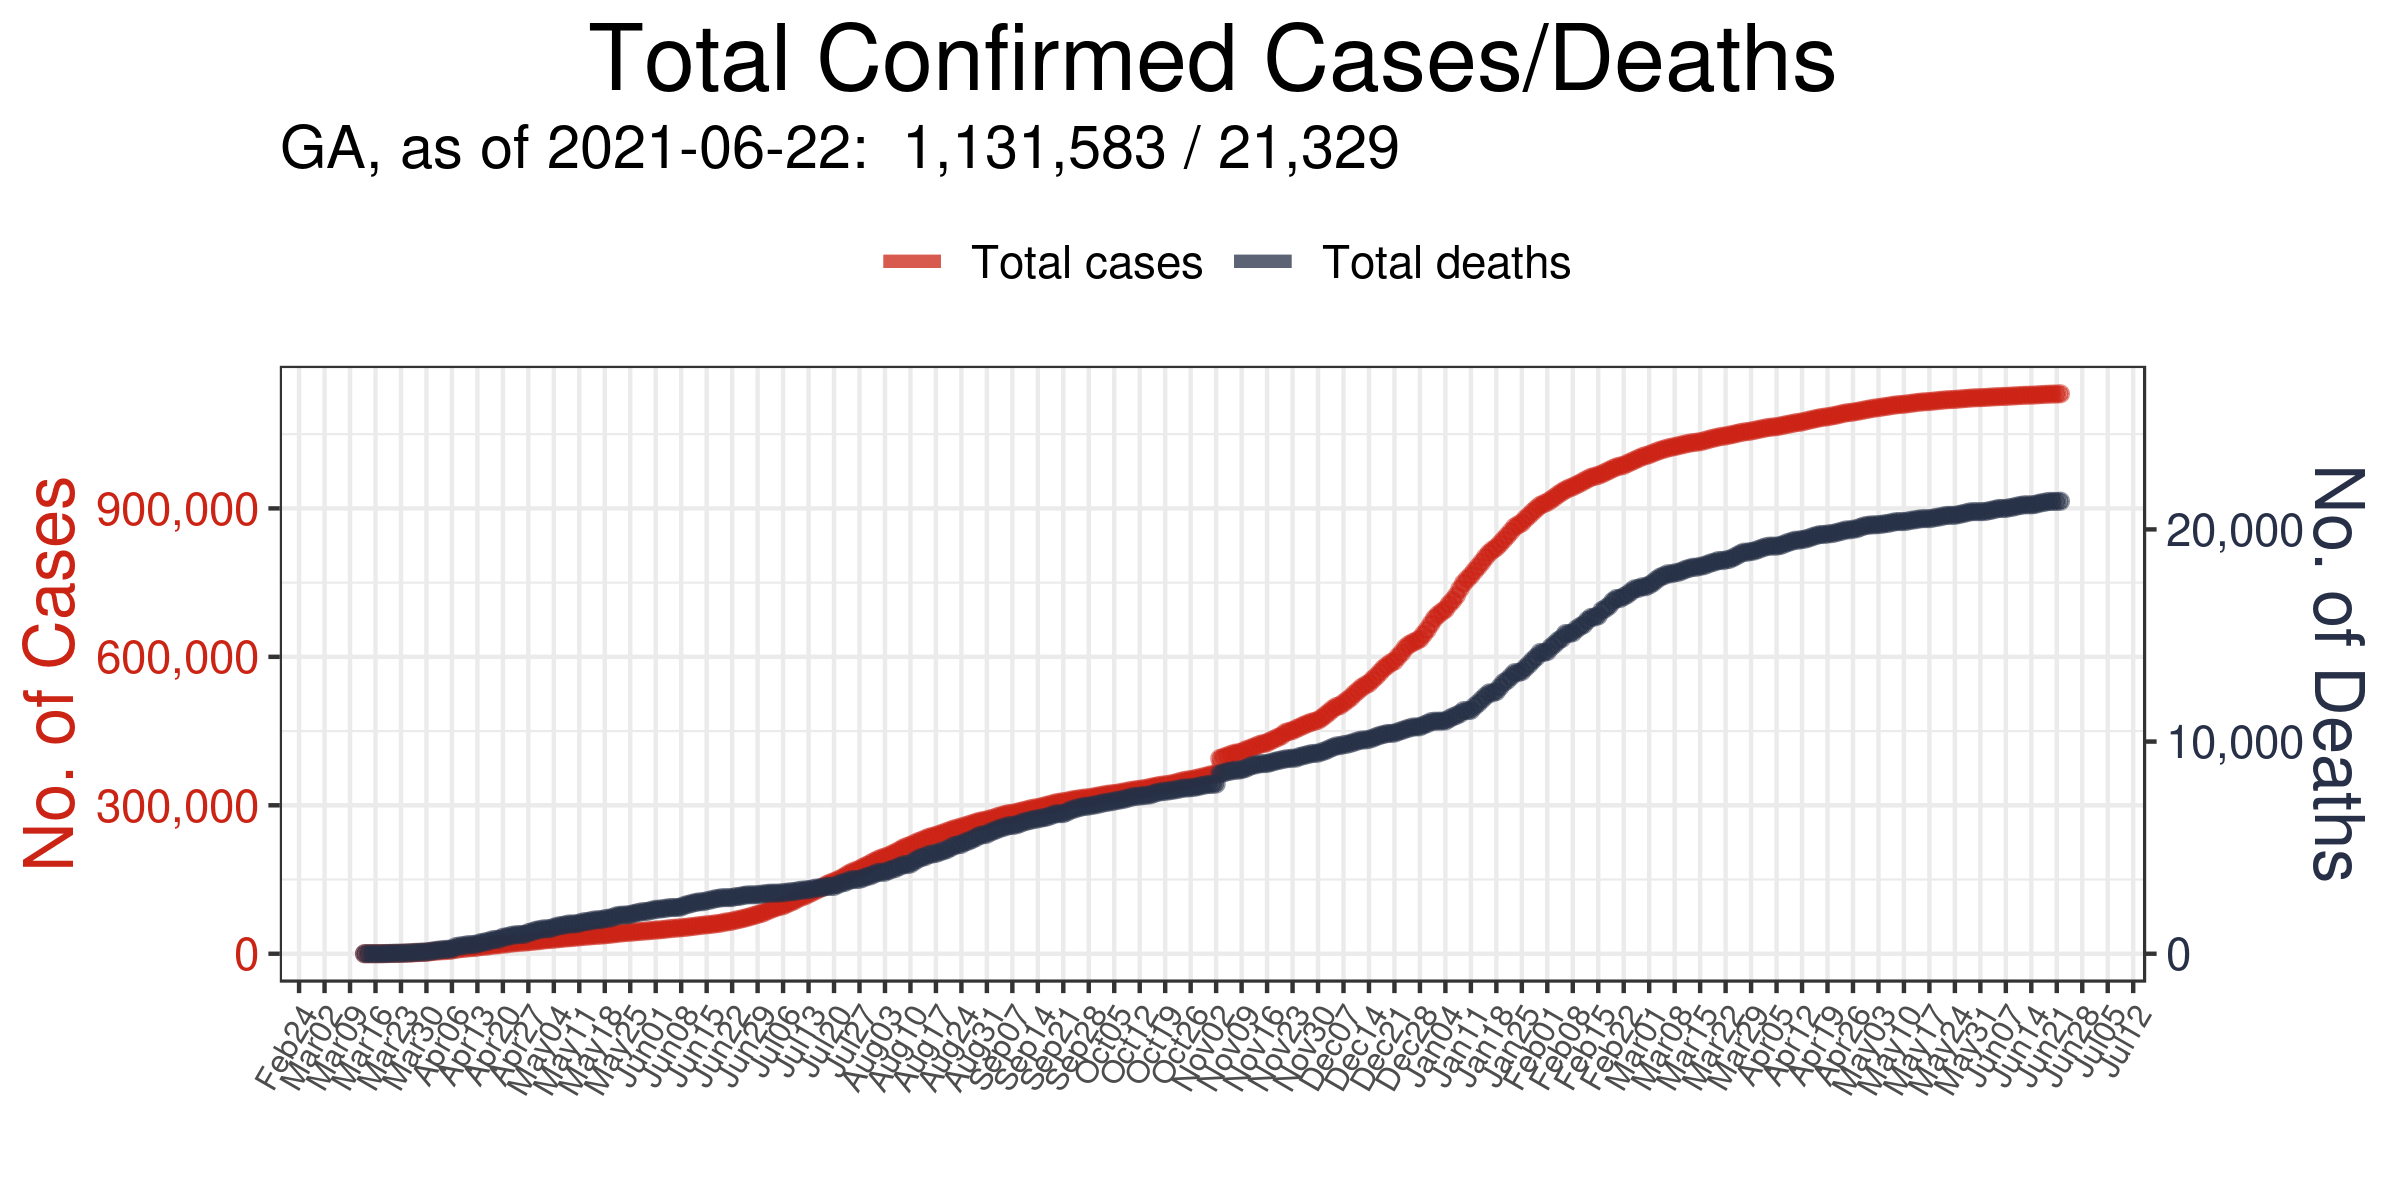 Total Confirmed Cases/Deaths
GA, as of 2021-06-22:  1,131,583 / 21,329
Total cases
Total deaths
No. of Cases
900,000
600,000
300,000
0
20,000
10,000
0
No. of Deaths
Feb24
Mar02
Mar09
Mar16
Mar23
Mar30
Apr06
Apr13
Apr20
Apr27
May04
May11
May18
May25
Jun01
Jun08
Jun15
Jun22
Jun29
Jul06
Jul13
Jul20
Jul27
Aug03
Aug10
Aug17
Aug24
Aug31
Sep07
Sep14
Sep21
Sep28
Oct05
Oct12
Oct19
Oct26
Nov02
Nov09
Nov16
Nov23
Nov30
Dec07
Dec14
Dec21
Dec28
Jan04
Jan11
Jan18
Jan25
Feb01
Feb08
Feb15
Feb22
Mar01
Mar08
Mar15
Mar22
Mar29
Apr05
Apr12
Apr19
Apr26
May03
May10
May17
May24
May31
Jun07
Jun14
Jun21
Jun28
Jul05
Jul12